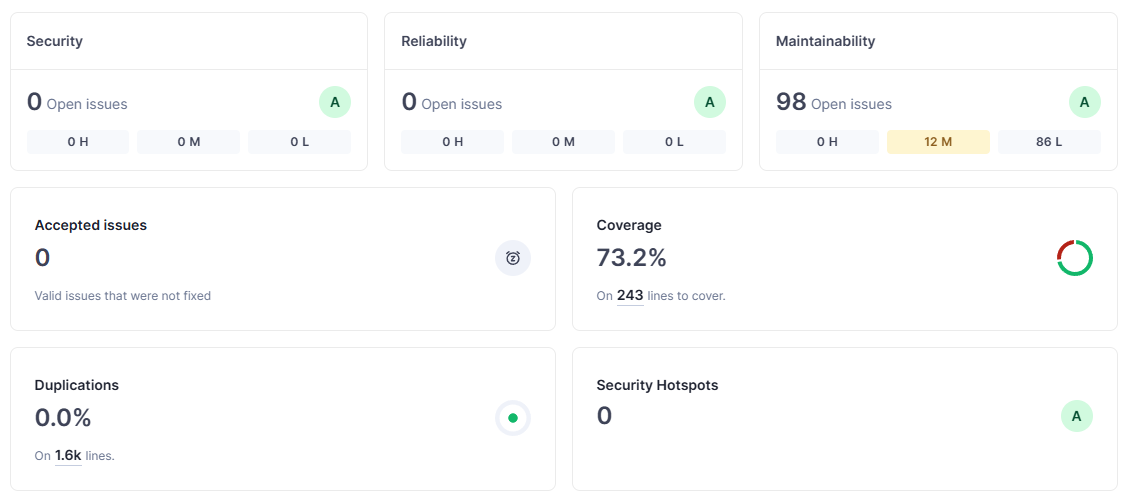 Security
0 Open issues A
0 H 0 M 0 L
Reliability
0 Open issues A
0 H 0 M 0 L
Maintainability
98 Open issues A
0 H 12 M 86 L
Accepted issues
0
Valid issues that were not fixed
Coverage
73.2%
On 243 lines to cover.
Duplications
0.0%
On 1.6k lines.
Security Hotspots
0 A